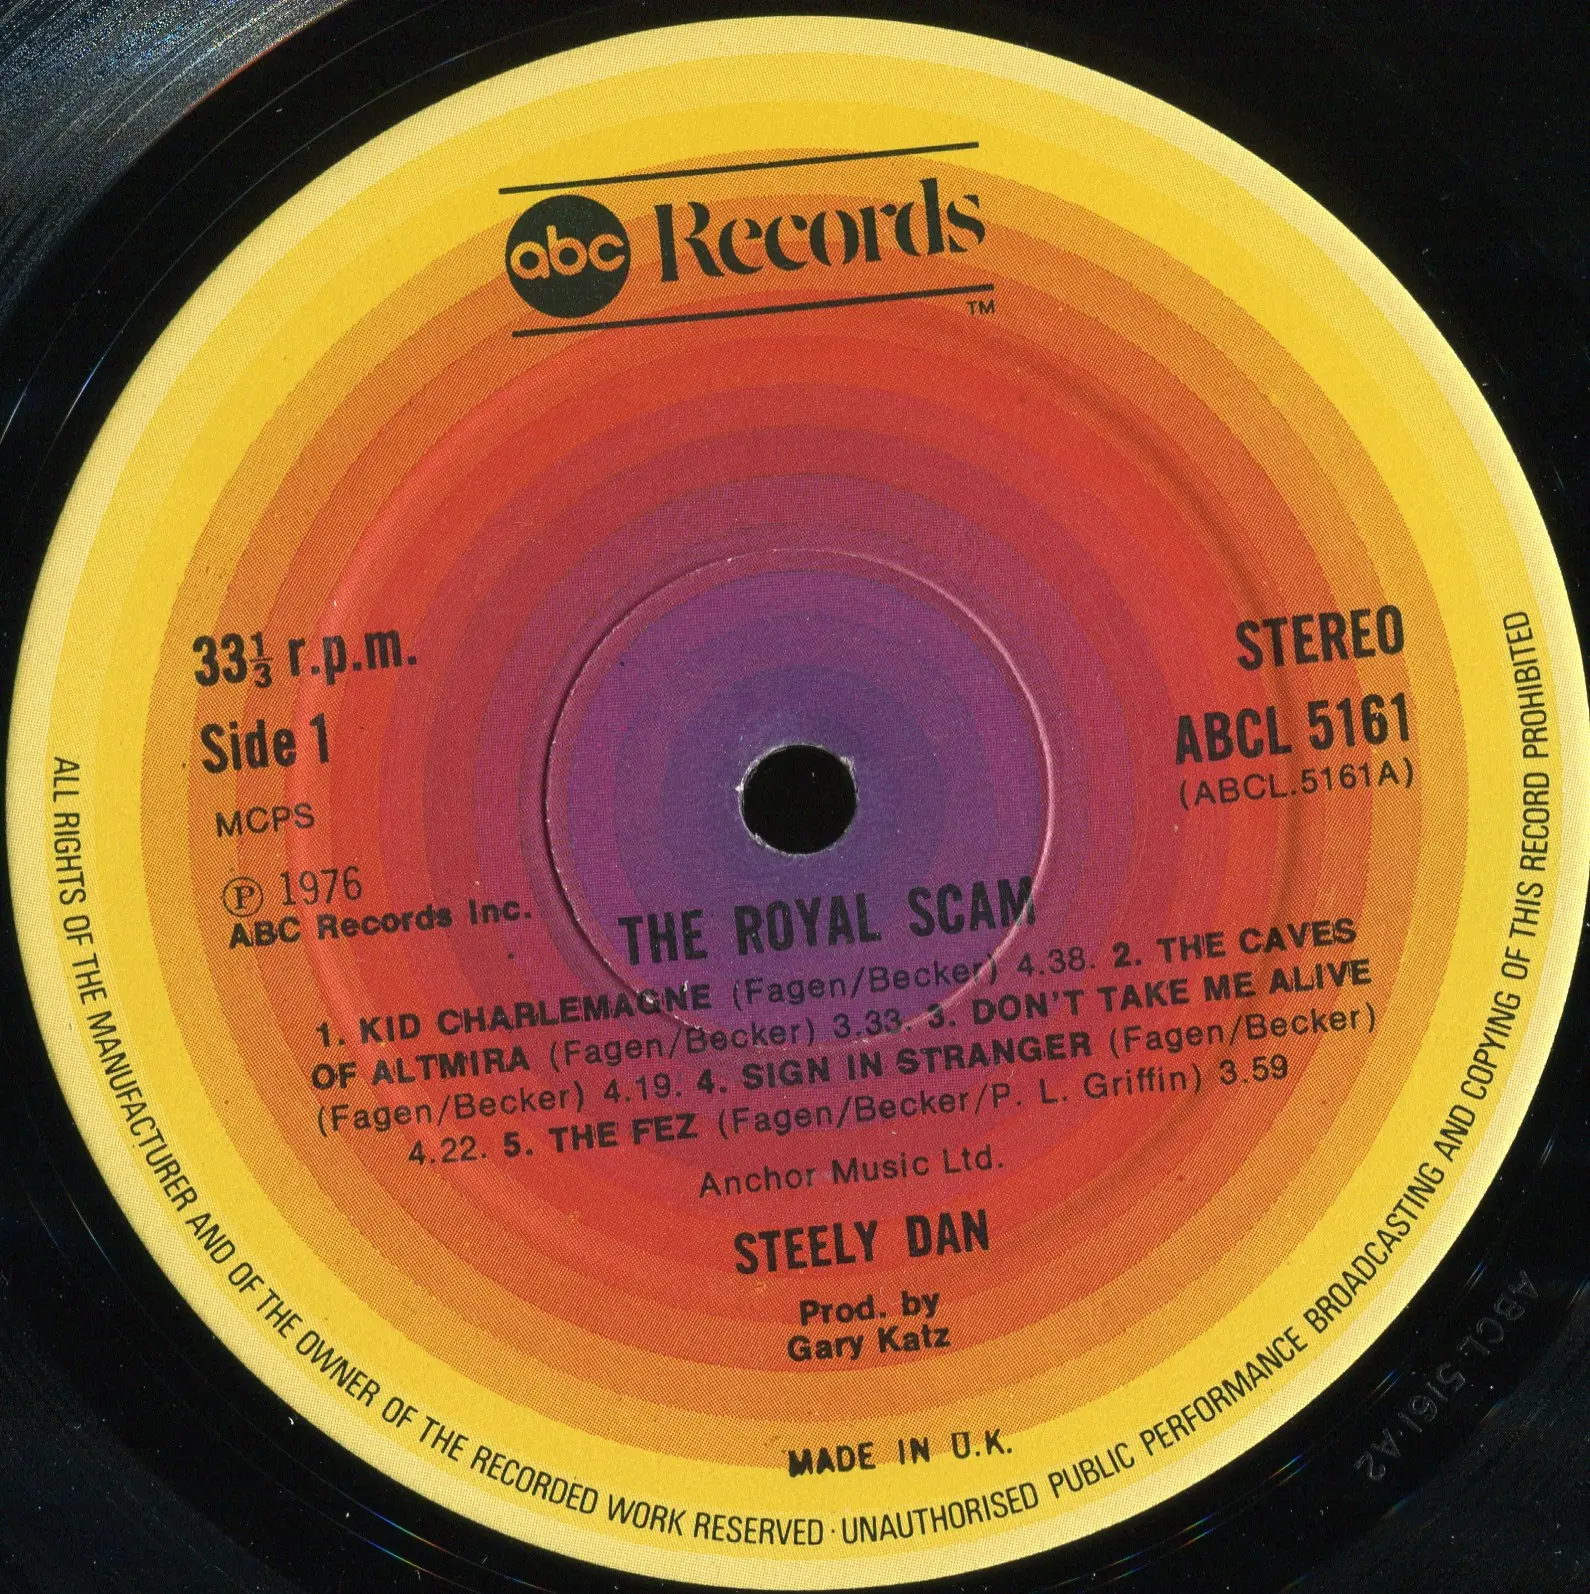 abc Records
TM
33⅓ r.p.m.
Side 1
MCPS
Ⓟ 1976
ABC Records Inc.
STEREO
ABCL 5161
(ABCL.5161A)
THE ROYAL SCAM
1. KID CHARLEMAGNE (Fagen/Becker) 4.38. 2. THE CAVES
OF ALTMIRA (Fagen/Becker) 3.33. 3. DON'T TAKE ME ALIVE
(Fagen/Becker) 4.19. 4. SIGN IN STRANGER (Fagen/Becker)
4.22. 5. THE FEZ (Fagen/Becker/P. L. Griffin) 3.59
Anchor Music Ltd.
STEELY DAN
Prod. by
Gary Katz
MADE IN U.K.
ALL RIGHTS OF THE MANUFACTURER AND OF THE OWNER OF THE RECORDED WORK RESERVED · UNAUTHORISED PUBLIC PERFORMANCE BROADCASTING AND COPYING OF THIS RECORD PROHIBITED
ABCL·5161·A2